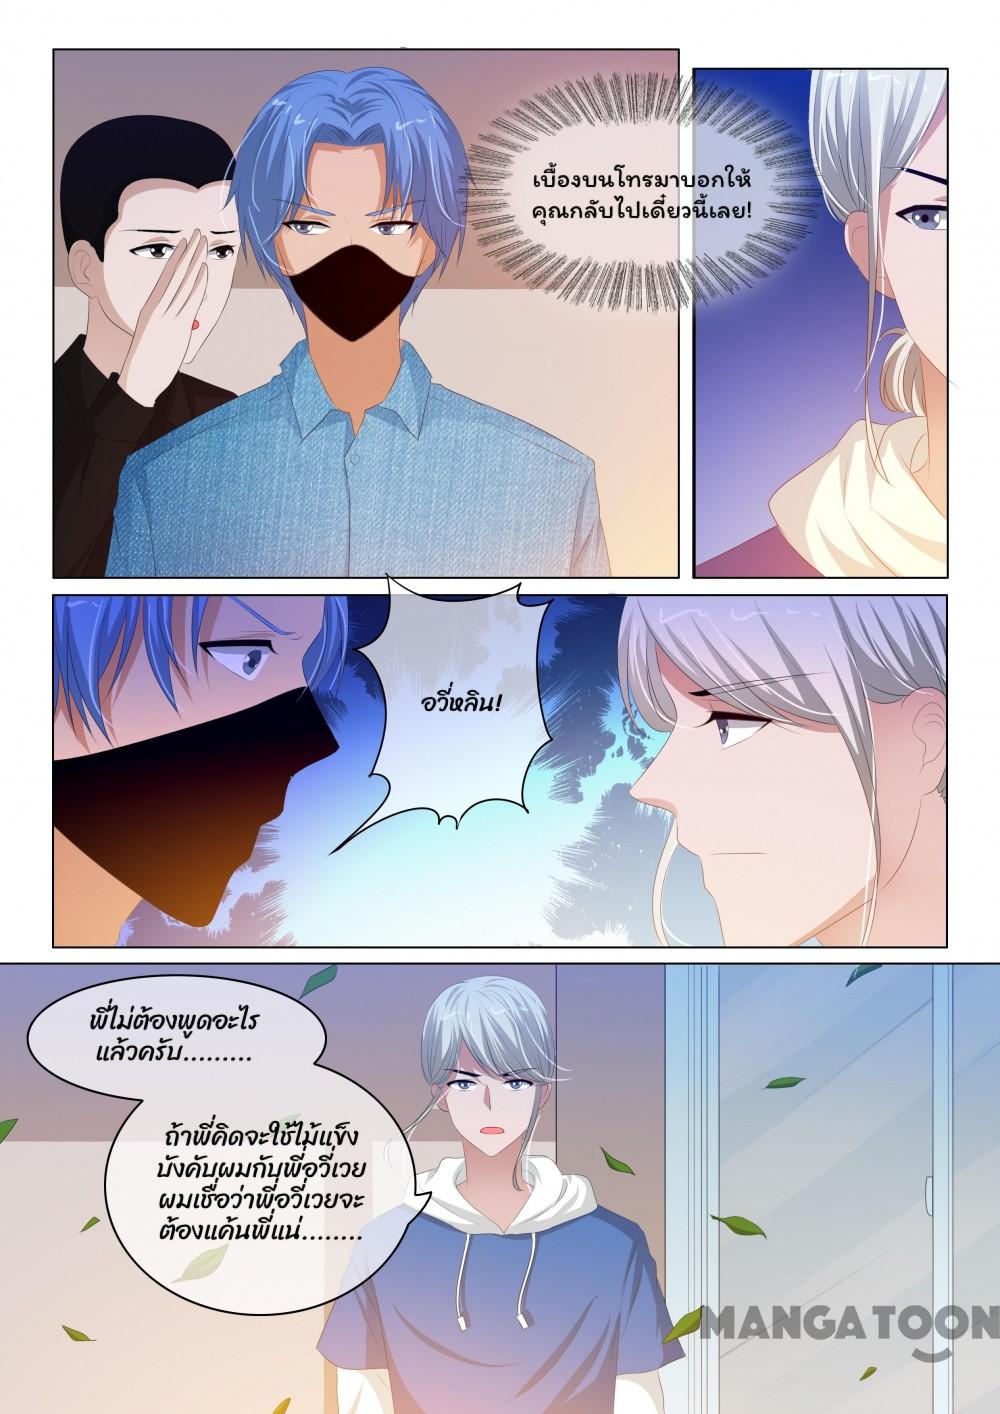 เบื้องบนโทรมาบอกให้
คุณกลับไปเดี๋ยวนี้เลย!
อวี่หลิน!
พี่ไม่ต้องพูดอะไร
แล้วครับ.........
ถ้าพี่คิดจะใช้ไม้แข็ง
บังคับผมกับพี่อวี่เวย
ผมเชื่อว่าพี่อวี่เวยจะ
ต้องแค้นพี่แน่........
MANGATOON